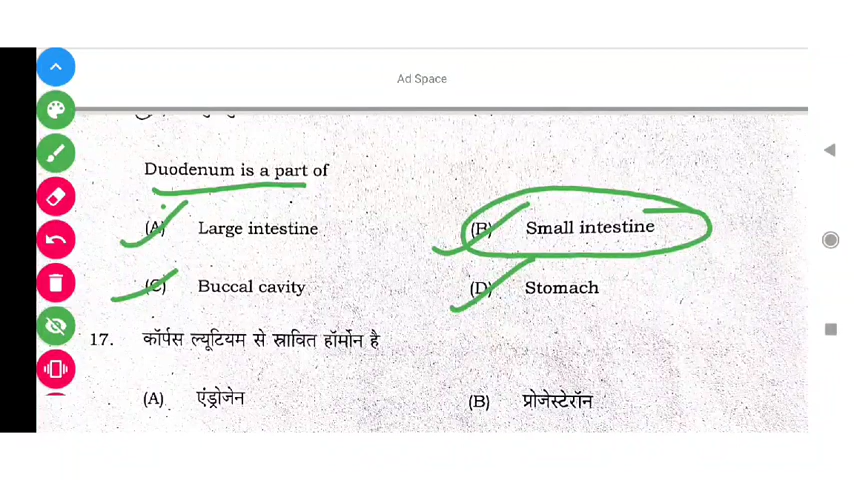 Ad Space
Duodenum is a part of
(A) Large intestine
(B) Small intestine
(C) Buccal cavity
(D) Stomach
17. कॉर्पस ल्यूटियम से स्रावित हॉर्मोन है
(A) एंड्रोजेन
(B) प्रोजेस्टेरॉन